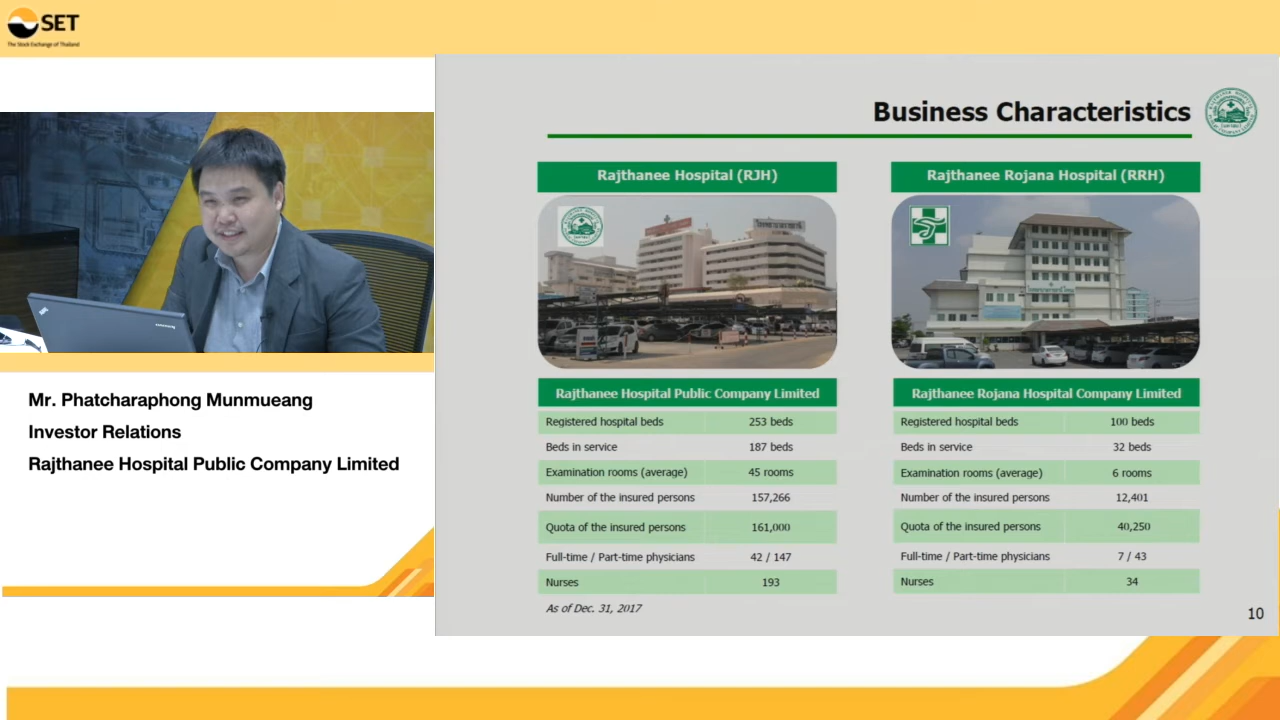 SET
The Stock Exchange of Thailand
Business Characteristics
Rajthanee Hospital (RJH)
Rajthanee Rojana Hospital (RRH)
lenovo
Mr. Phatcharaphong Munmueang
Investor Relations
Rajthanee Hospital Public Company Limited
Rajthanee Hospital Public Company Limited
Registered hospital beds 253 beds
Beds in service 187 beds
Examination rooms (average) 45 rooms
Number of the insured persons 157,266
Quota of the insured persons 161,000
Full-time / Part-time physicians 42 / 147
Nurses 193
As of Dec. 31, 2017
Rajthanee Rojana Hospital Company Limited
Registered hospital beds 100 beds
Beds in service 32 beds
Examination rooms (average) 6 rooms
Number of the insured persons 12,401
Quota of the insured persons 40,250
Full-time / Part-time physicians 7 / 43
Nurses 34
10